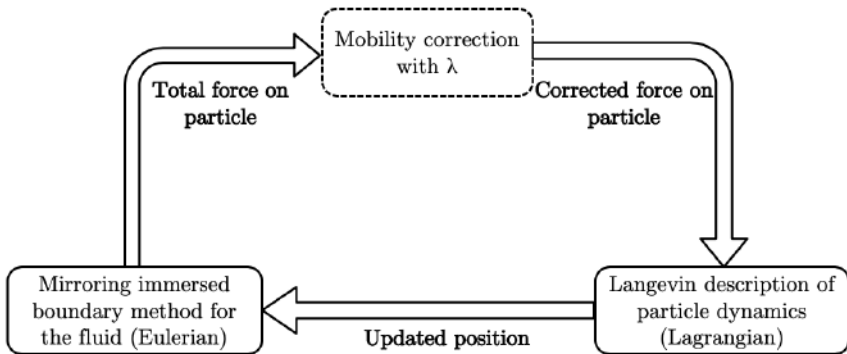 Mobility correction
with λ
Total force on
particle
Corrected force on
particle
Mirroring immersed
boundary method for
the fluid (Eulerian)
Updated position
Langevin description of
particle dynamics
(Lagrangian)